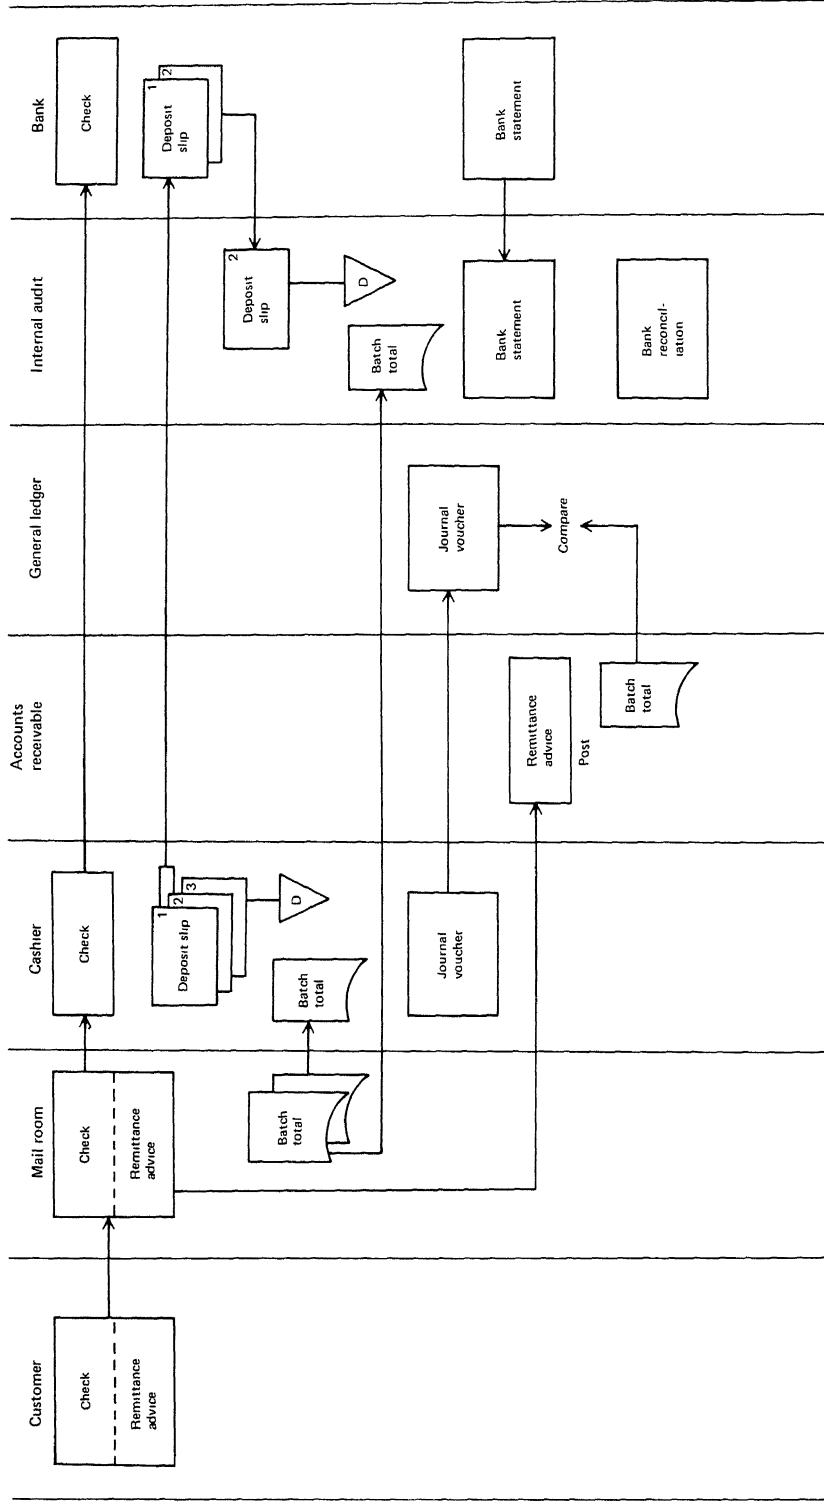 Customer
Check
Remittance
advice
Mail room
Check
Remittance
advice
Batch
total
Cashier
Check
1
2
3
Deposit slip
D
Batch
total
Journal
voucher
Accounts
receivable
Remittance
advice
Post
Batch
total
General ledger
Journal
voucher
Compare
Internal audit
2
Deposit
slip
D
Batch
total
Bank
statement
Bank
reconcil-
iation
Bank
Check
1
2
Deposit
slip
Bank
statement